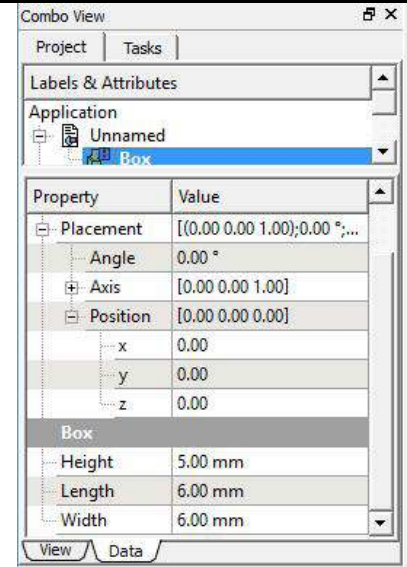 Combo View
Project Tasks
Labels & Attributes
Application
Unnamed
Box
Property Value
Placement [(0.00 0.00 1.00);0.00 °;...
Angle 0.00 °
Axis [0.00 0.00 1.00]
Position [0.00 0.00 0.00]
x 0.00
y 0.00
z 0.00
Box
Height 5.00 mm
Length 6.00 mm
Width 6.00 mm
View Data